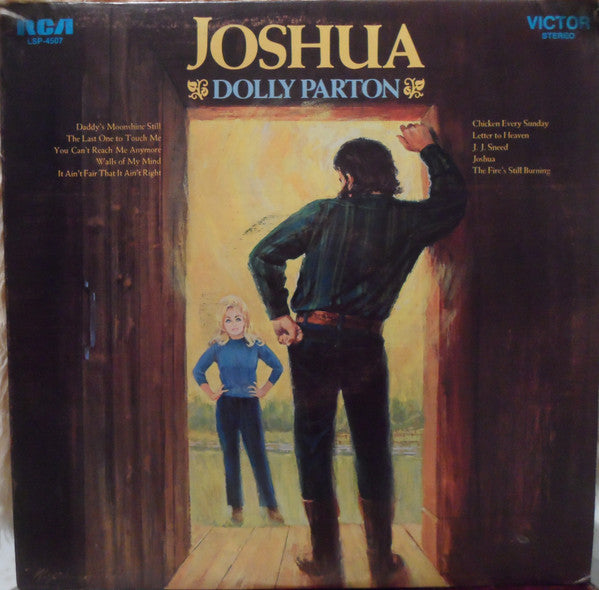 RCA
LSP-4507
VICTOR
STEREO
JOSHUA
DOLLY PARTON
Daddy's Moonshine Still
The Last One to Touch Me
You Can't Reach Me Anymore
Walls of My Mind
It Ain't Fair That It Ain't Right
Chicken Every Sunday
Letter to Heaven
J. J. Sneed
Joshua
The Fire's Still Burning